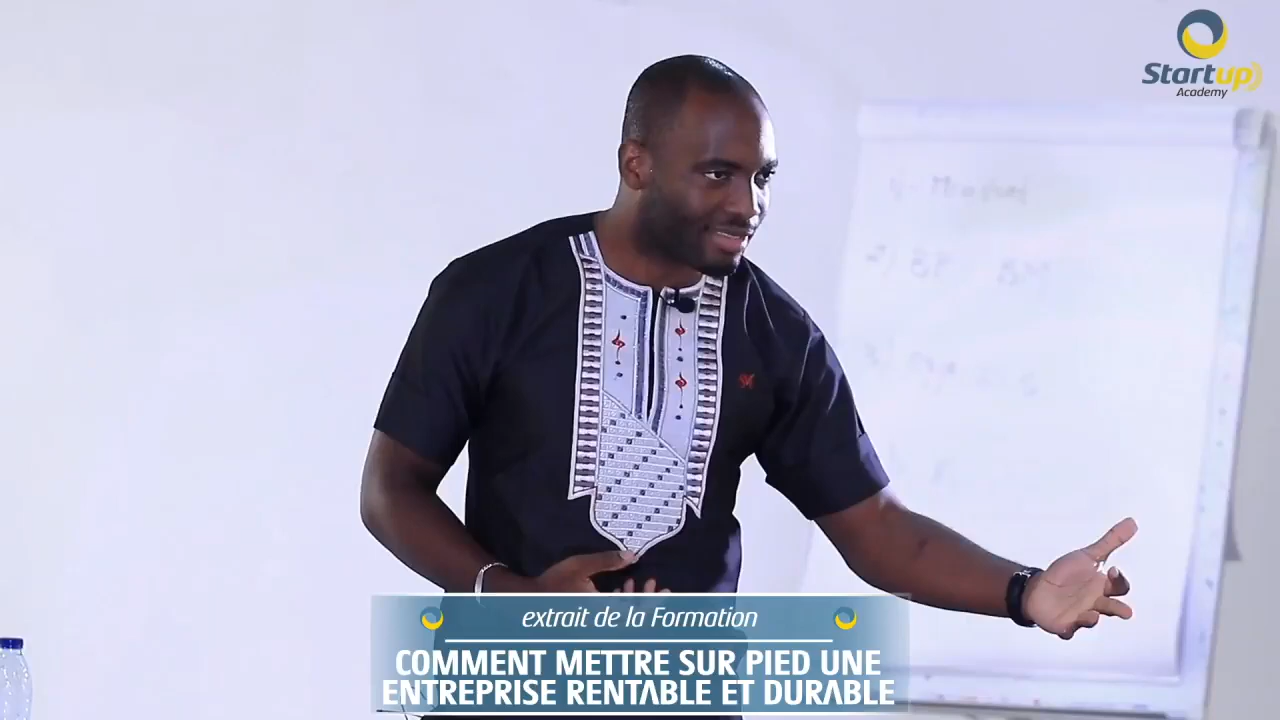 Startup
Academy
extrait de la Formation
COMMENT METTRE SUR PIED UNE
ENTREPRISE RENTABLE ET DURABLE